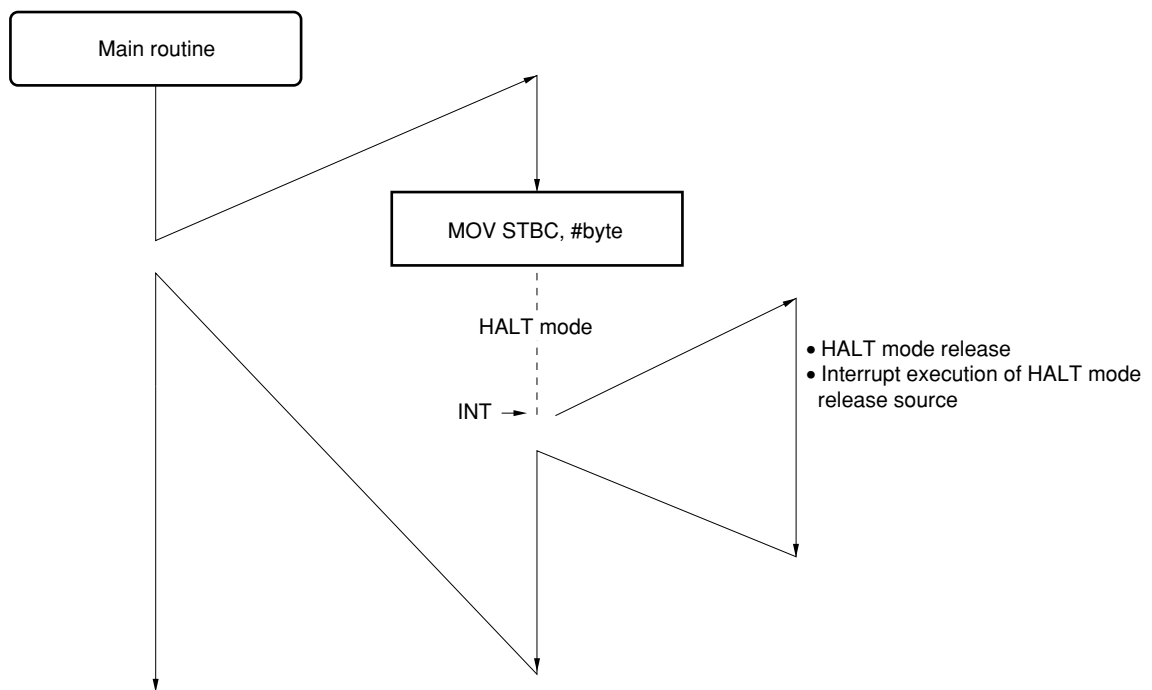 Main routine
MOV STBC, #byte
HALT mode
• HALT mode release
• Interrupt execution of HALT mode
release source
INT